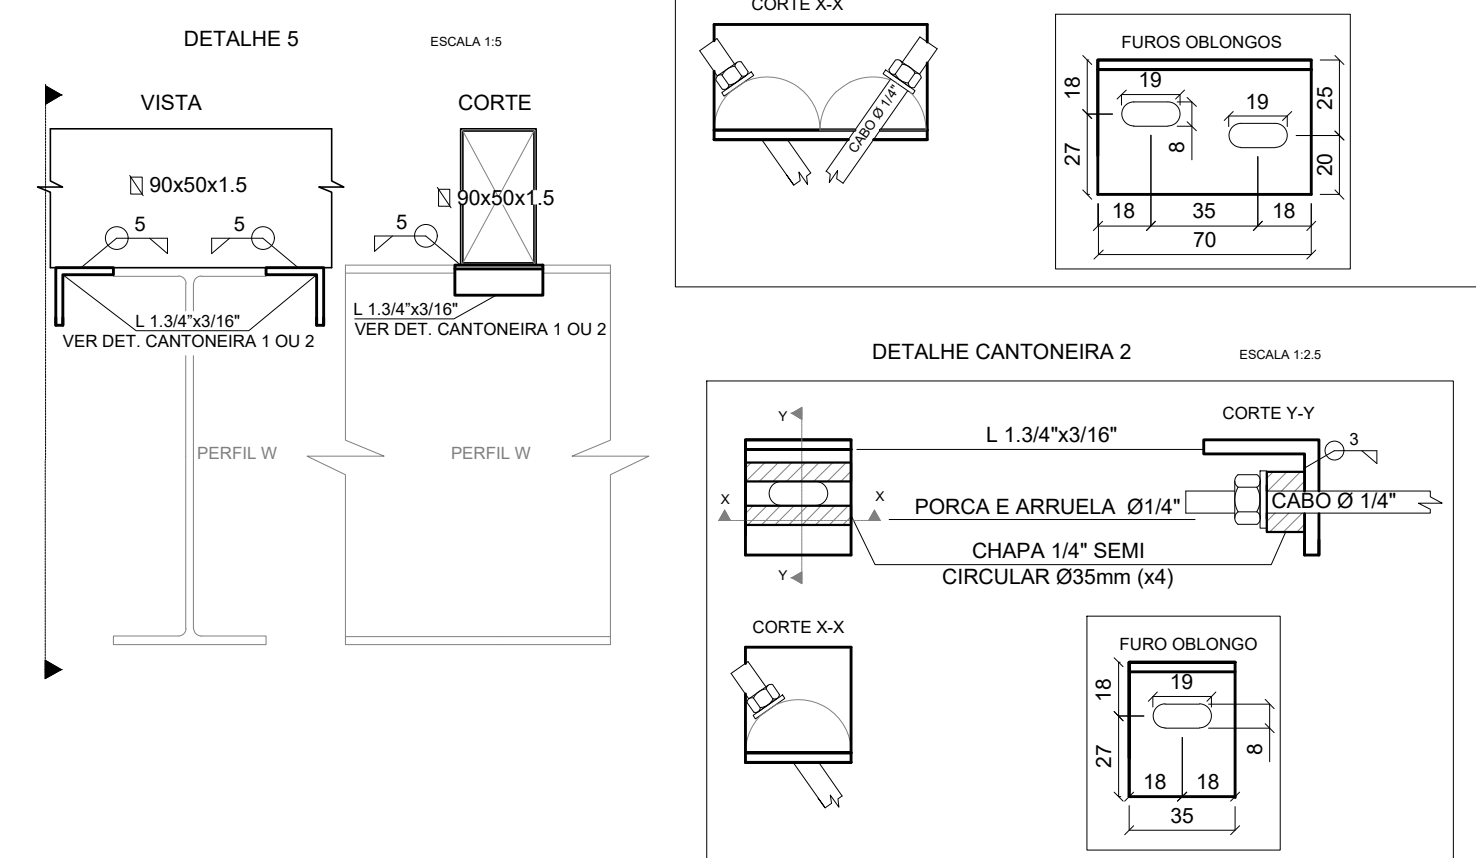 DETALHE 5
ESCALA 1:5
VISTA
CORTE
90x50x1.5
5
5
L 1.3/4"x3/16"
VER DET. CANTONEIRA 1 OU 2
PERFIL W
90x50x1.5
5
L 1.3/4"x3/16"
VER DET. CANTONEIRA 1 OU 2
PERFIL W
CORTE X-X
CABO Ø 1/4"
FUROS OBLONGOS
18
27
19
8
19
25
20
18
35
18
70
DETALHE CANTONEIRA 2
ESCALA 1:2.5
Y
X
X
Y
L 1.3/4"x3/16"
PORCA E ARRUELA Ø1/4"
CHAPA 1/4" SEMI
CIRCULAR Ø35mm (x4)
CORTE Y-Y
3
CABO Ø 1/4"
CORTE X-X
FURO OBLONGO
18
27
19
8
18
18
35